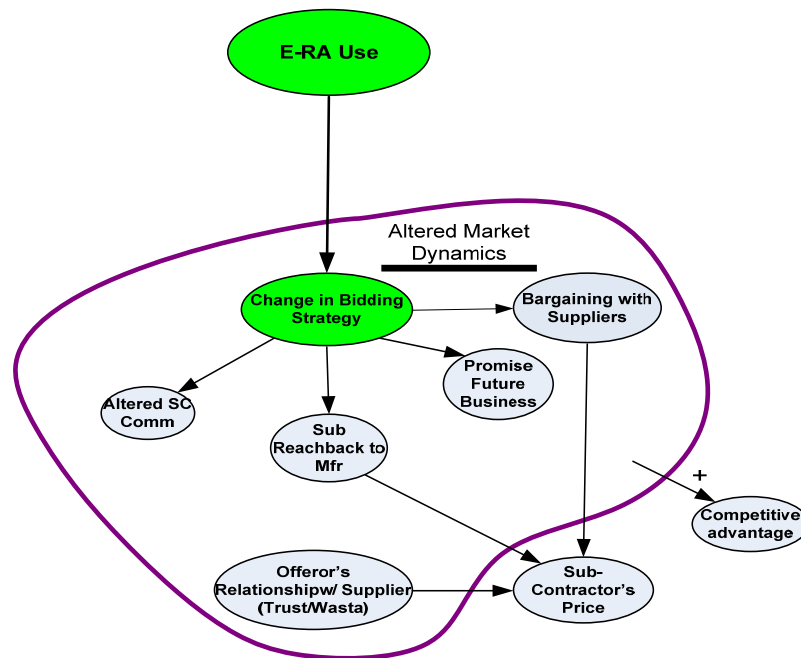 E-RA Use
Altered Market
Dynamics
Change in Bidding
Strategy
Bargaining with
Suppliers
Promise
Future
Business
Altered SC
Comm
Sub
Reachback to
Mfr
+
Competitive
advantage
Offeror's
Relationshipw/ Supplier
(Trust/Wasta)
Sub-
Contractor's
Price